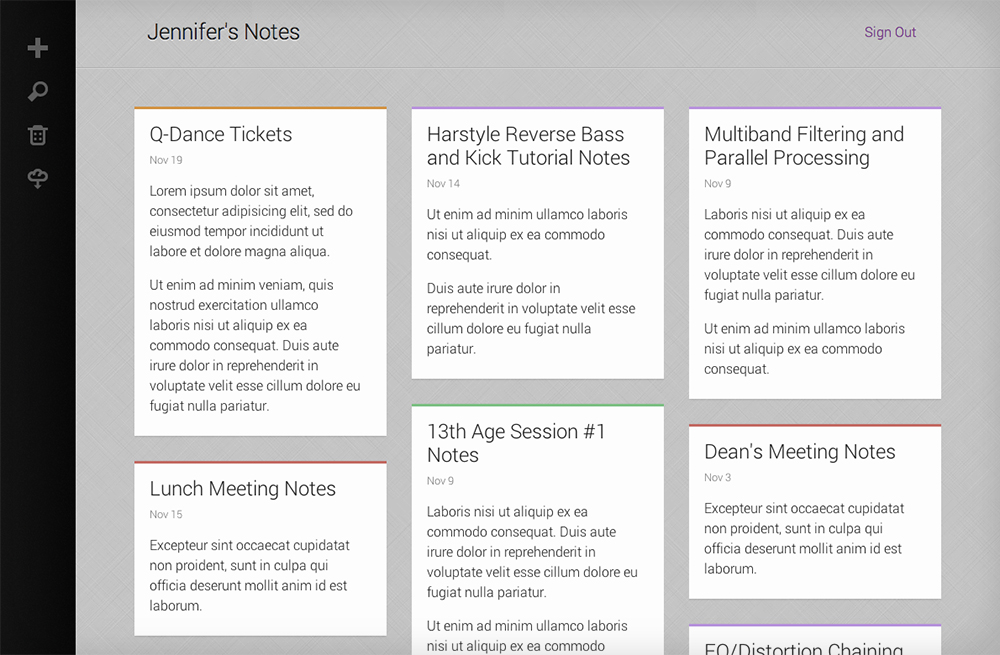 Jennifer's Notes
Sign Out
Q-Dance Tickets
Nov 19
Lorem ipsum dolor sit amet,
consectetur adipisicing elit, sed do
eiusmod tempor incididunt ut
labore et dolore magna aliqua.
Ut enim ad minim veniam, quis
nostrud exercitation ullamco
laboris nisi ut aliquip ex ea
commodo consequat. Duis aute
irure dolor in reprehenderit in
voluptate velit esse cillum dolore eu
fugiat nulla pariatur.
Lunch Meeting Notes
Nov 15
Excepteur sint occaecat cupidatat
non proident, sunt in culpa qui
officia deserunt mollit anim id est
laborum.
Harstyle Reverse Bass
and Kick Tutorial Notes
Nov 14
Ut enim ad minim ullamco laboris
nisi ut aliquip ex ea commodo
consequat.
Duis aute irure dolor in
reprehenderit in voluptate velit esse
cillum dolore eu fugiat nulla
pariatur.
13th Age Session #1
Notes
Nov 9
Laboris nisi ut aliquip ex ea
commodo consequat. Duis aute
irure dolor in reprehenderit in
voluptate velit esse cillum dolore eu
fugiat nulla pariatur.
Ut enim ad minim ullamco laboris
nisi ut aliquip ex ea commodo
Multiband Filtering and
Parallel Processing
Nov 9
Laboris nisi ut aliquip ex ea
commodo consequat. Duis aute
irure dolor in reprehenderit in
voluptate velit esse cillum dolore eu
fugiat nulla pariatur.
Ut enim ad minim ullamco laboris
nisi ut aliquip ex ea commodo
consequat.
Dean's Meeting Notes
Nov 3
Excepteur sint occaecat cupidatat
non proident, sunt in culpa qui
officia deserunt mollit anim id est
laborum.
EQ/Distortion Chaining